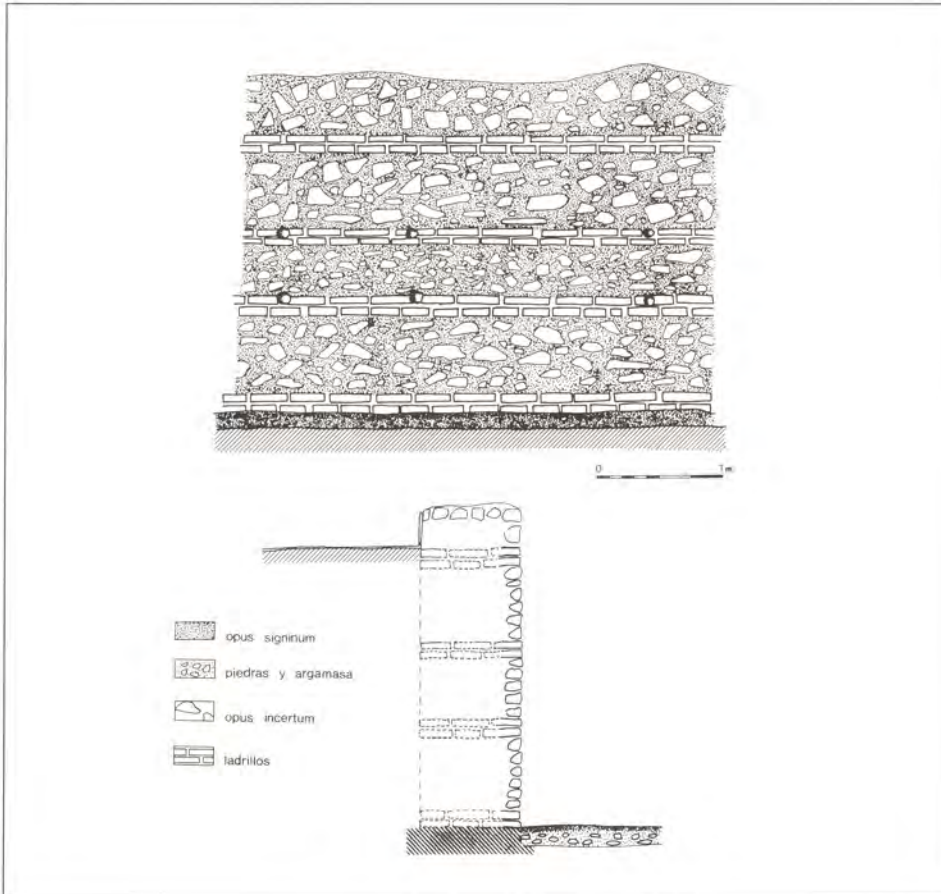 0 1m
opus signinum
piedras y argamasa
opus incertum
ladrillos